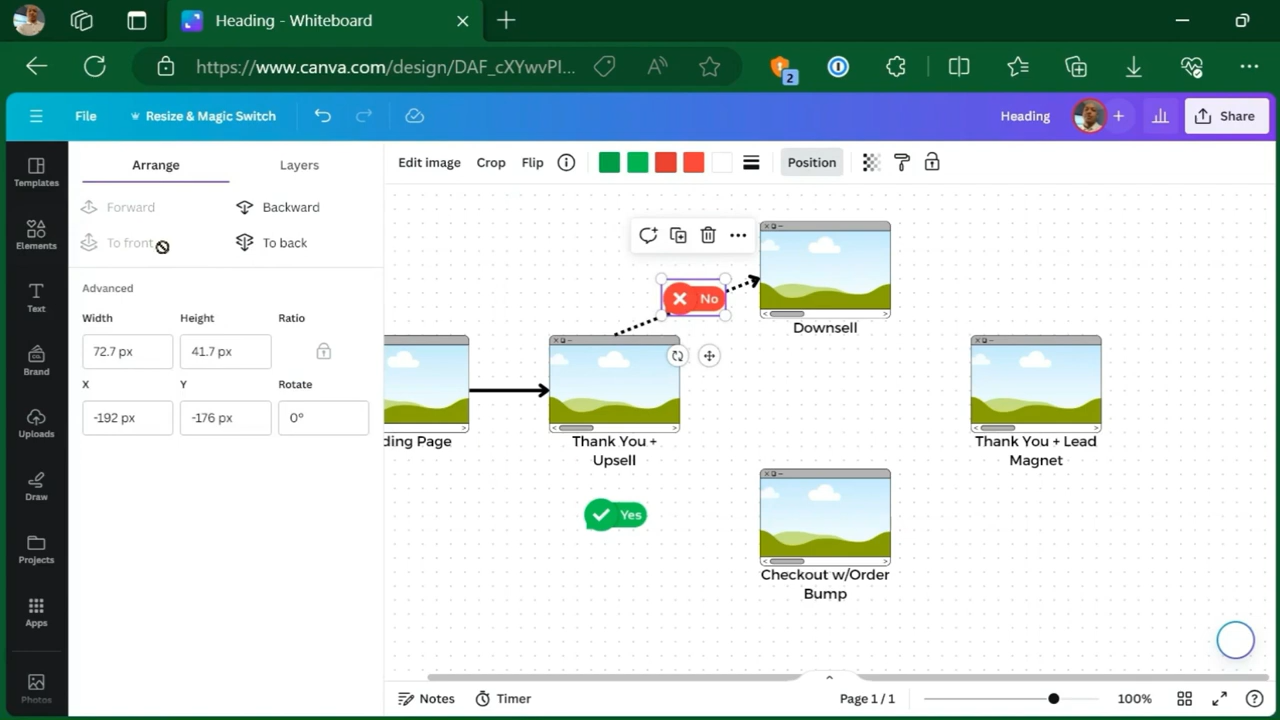 Heading - Whiteboard
https://www.canva.com/design/DAF_cXYwvPI...
2
File
Resize & Magic Switch
Heading
Share
Templates
Elements
Text
Brand
Uploads
Draw
Projects
Apps
Photos
Arrange
Layers
Forward
Backward
To front
To back
Advanced
Width
Height
Ratio
72.7 px
41.7 px
X
Y
Rotate
-192 px
-176 px
0°
Edit image
Crop
Flip
Position
No
Downsell
ding Page
Thank You +
Upsell
Thank You + Lead
Magnet
Yes
Checkout w/Order
Bump
Notes
Timer
Page 1 / 1
100%